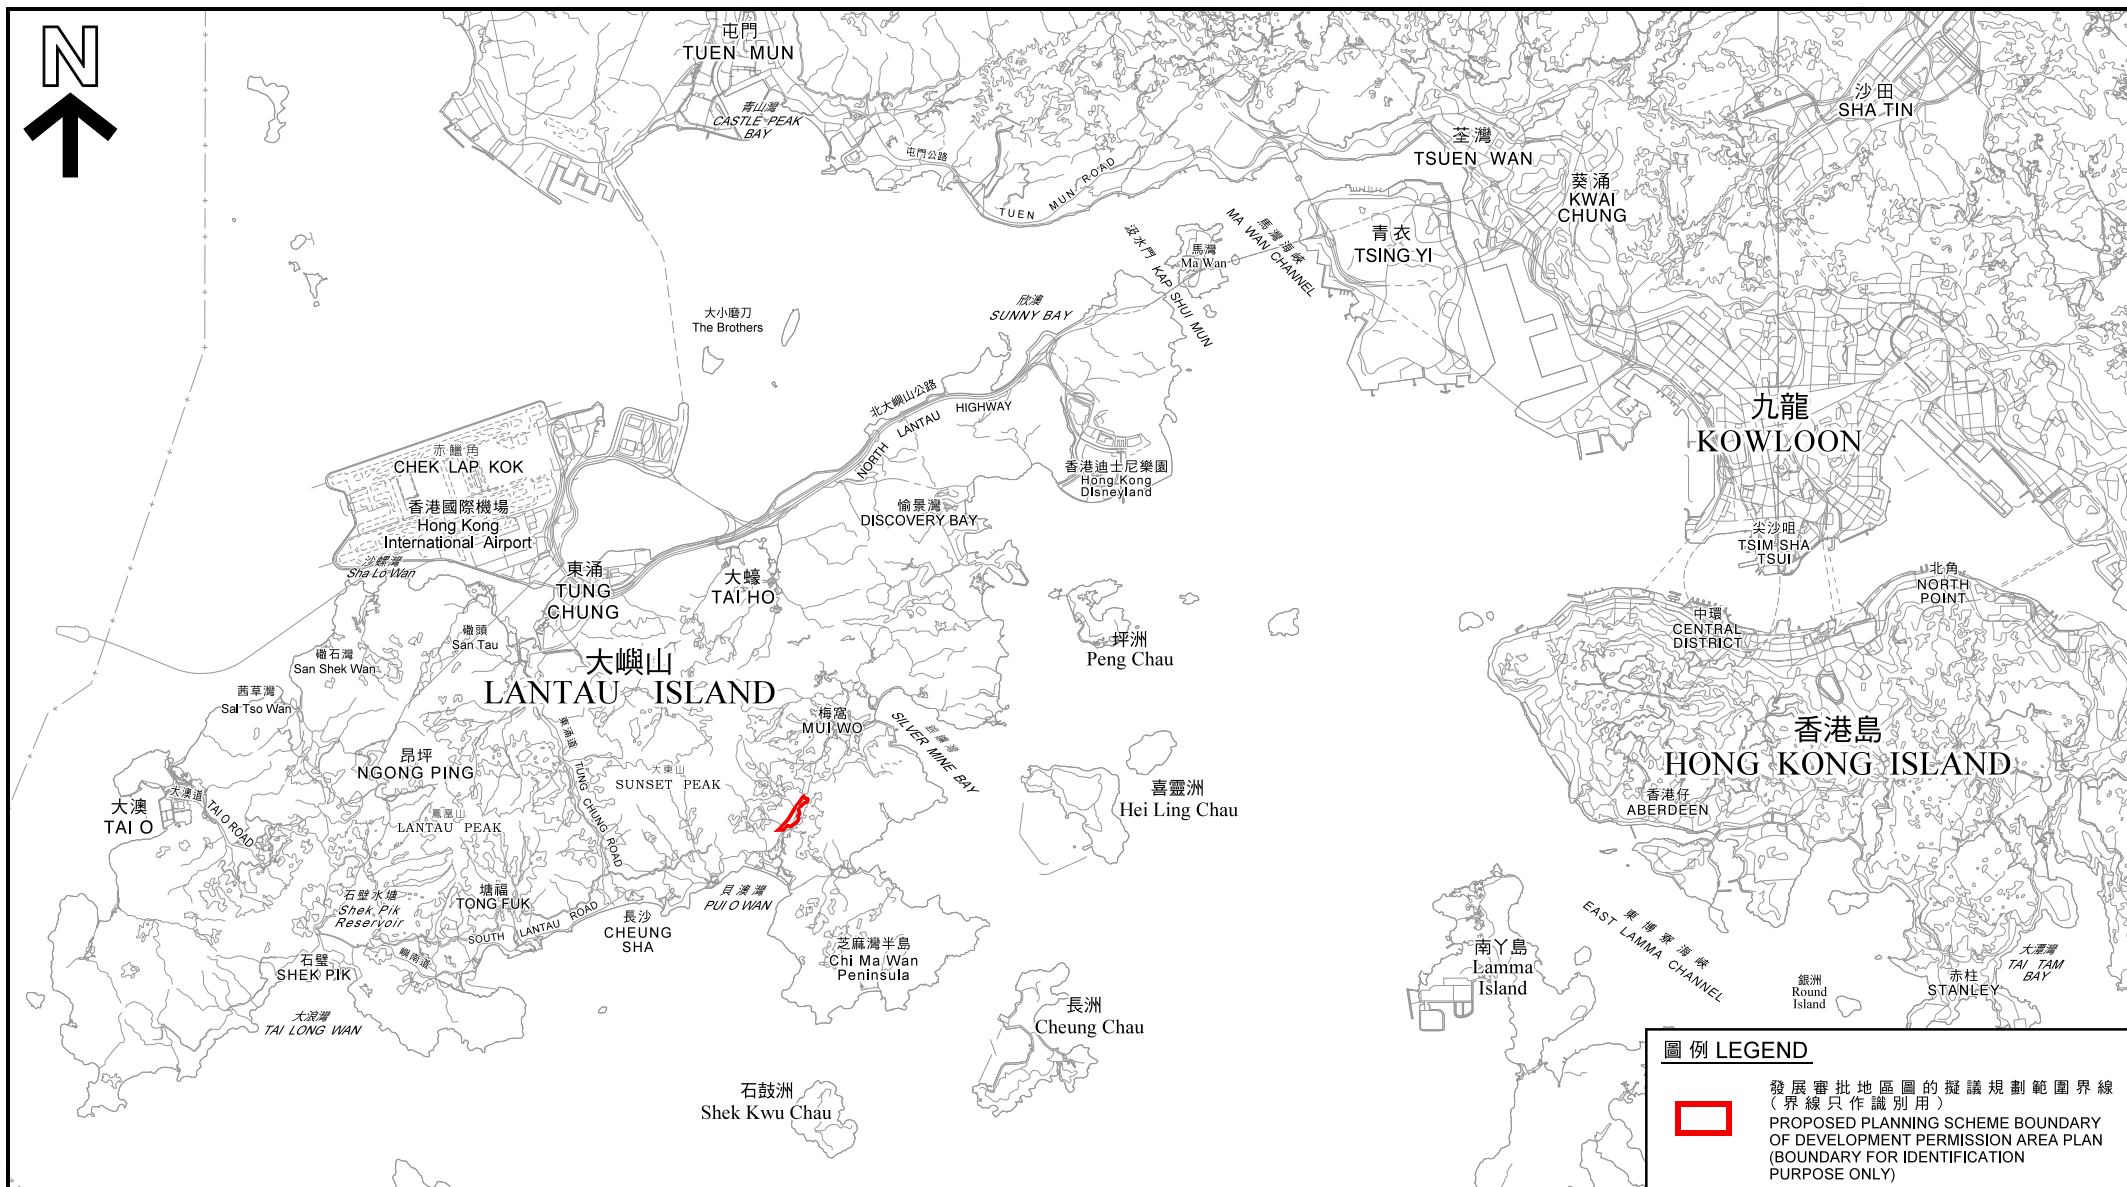 N
屯門
TUEN MUN
青山灣
CASTLE PEAK
BAY
屯門公路
TUEN MUN ROAD
沙田
SHA TIN
荃灣
TSUEN WAN
葵涌
KWAI
CHUNG
青衣
TSING YI
馬灣
Ma Wan
馬灣海峽
MA WAN CHANNEL
汲水門 KAP SHUI MUN
欣澳
SUNNY BAY
大小磨刀
The Brothers
北大嶼山公路
NORTH LANTAU HIGHWAY
九龍
KOWLOON
赤鱲角
CHEK LAP KOK
香港國際機場
Hong Kong
International Airport
香港迪士尼樂園
Hong Kong
Disneyland
愉景灣
DISCOVERY BAY
尖沙咀
TSIM SHA
TSUI
沙螺灣
Sha Lo Wan
東涌
TUNG
CHUNG
大蠔
TAI HO
北角
NORTH
POINT
中環
CENTRAL
DISTRICT
坪洲
Peng Chau
䃟頭
San Tau
䃟石灣
San Shek Wan
大嶼山
LANTAU ISLAND
茜草灣
Sai Tso Wan
梅窩
MUI WO
銀礦灣
SILVER MINE BAY
東涌道
TUNG CHUNG ROAD
香港島
HONG KONG ISLAND
昂坪
NGONG PING
大東山
SUNSET PEAK
喜靈洲
Hei Ling Chau
香港仔
ABERDEEN
大澳
TAI O
大澳道
TAI O ROAD
鳳凰山
LANTAU PEAK
石壁水塘
Shek Pik
Reservoir
塘福
TONG FUK
貝澳灣
PUI O WAN
長沙
CHEUNG
SHA
SOUTH LANTAU ROAD
嶼南道
石壁
SHEK PIK
芝麻灣半島
Chi Ma Wan
Peninsula
東博寮海峽
EAST LAMMA CHANNEL
南丫島
Lamma
Island
大潭灣
TAI TAM
BAY
赤柱
STANLEY
銀洲
Round
Island
大浪灣
TAI LONG WAN
長洲
Cheung Chau
石鼓洲
Shek Kwu Chau
圖例 LEGEND
發展審批地區圖的擬議規劃範圍界線
（界線只作識別用）
PROPOSED PLANNING SCHEME BOUNDARY
OF DEVELOPMENT PERMISSION AREA PLAN
(BOUNDARY FOR IDENTIFICATION
PURPOSE ONLY)